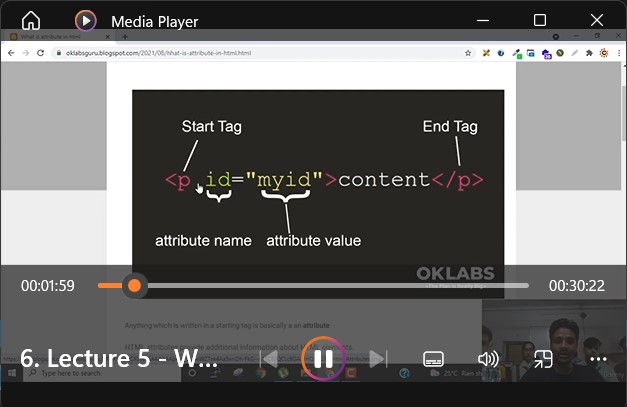 Media Player
What is attribute in html
oklabsguru.blogspot.com/2021/08/hhat-is-attribute-in-html.html
Start Tag
End Tag
<p id="myid">content</p>
attribute name
attribute value
OKLABS
00:01:59
00:30:22
Anything which is written in a starting tag is basically a an attribute
HTML attributes provide additional information about HTML elements.
6. Lecture 5 - W...
Type here to search
25°C